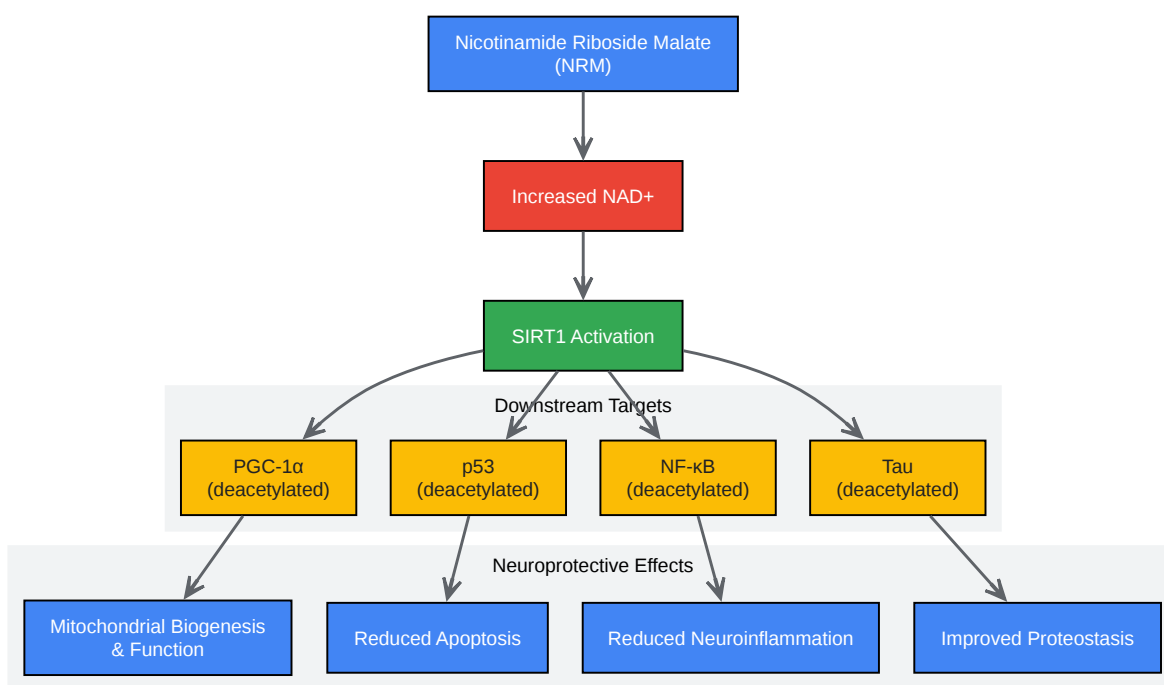 Nicotinamide Riboside Malate
(NRM)
Increased NAD+
SIRT1 Activation
Downstream Targets
PGC-1α
(deacetylated)
p53
(deacetylated)
NF-κB
(deacetylated)
Tau
(deacetylated)
Neuroprotective Effects
Mitochondrial Biogenesis
& Function
Reduced Apoptosis
Reduced Neuroinflammation
Improved Proteostasis